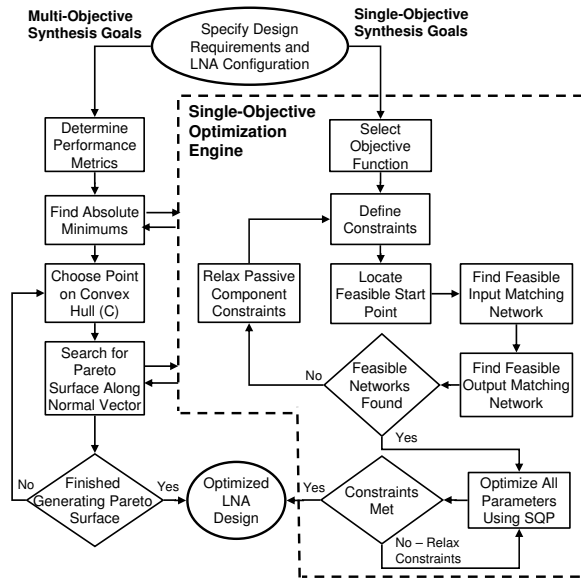 Multi-Objective
Synthesis Goals
Specify Design
Requirements and
LNA Configuration
Single-Objective
Synthesis Goals
Determine
Performance
Metrics
Find Absolute
Minimums
Choose Point
on Convex
Hull (C)
Search for
Pareto
Surface Along
Normal Vector
No
Finished
Generating Pareto
Surface
Yes
Optimized
LNA
Design
Single-Objective
Optimization
Engine
Select
Objective
Function
Define
Constraints
Relax Passive
Component
Constraints
Locate
Feasible Start
Point
Find Feasible
Input Matching
Network
Find Feasible
Output Matching
Network
No
Feasible
Networks
Found
Yes
Optimize All
Parameters
Using SQP
Yes
Constraints
Met
No – Relax
Constraints